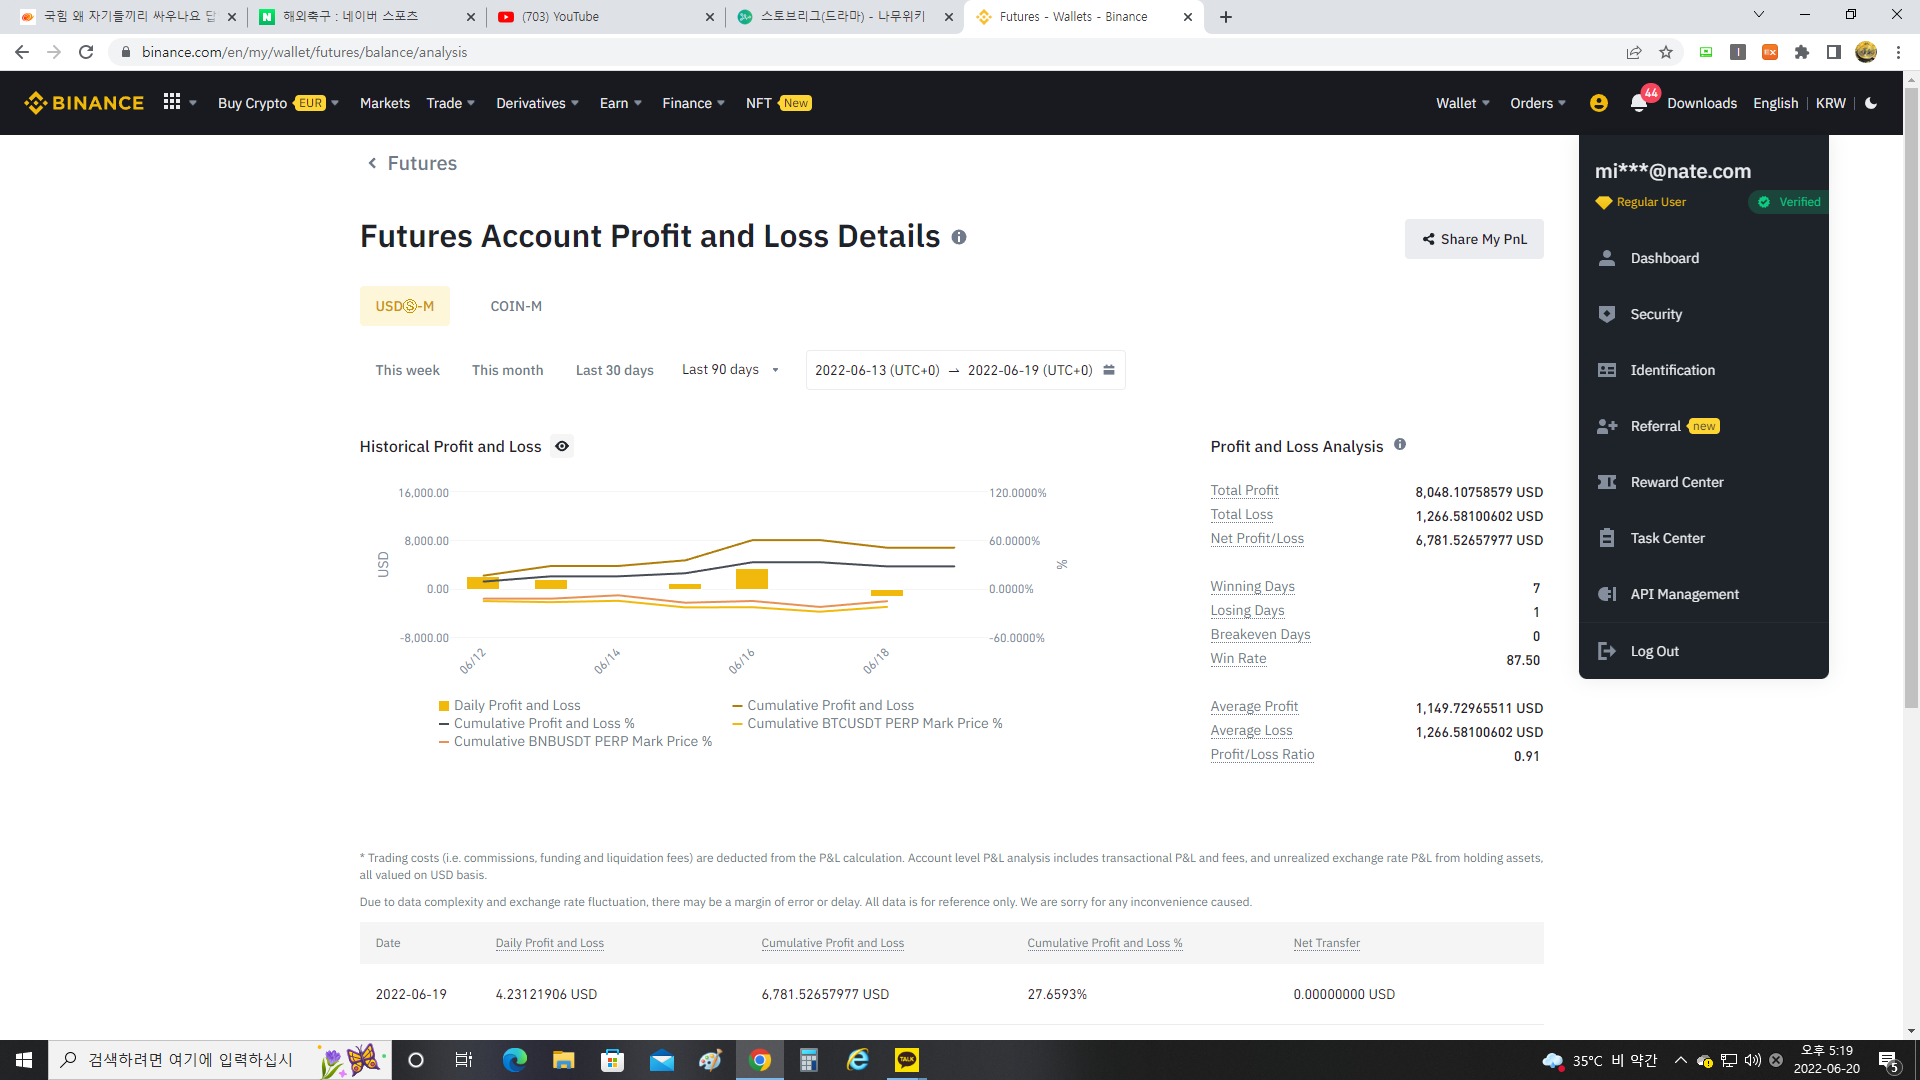 국힘 왜 자기들끼리 싸우나요 답
해외축구 : 네이버 스포츠
(703) YouTube
스토브리그(드라마) - 나무위키
Futures - Wallets - Binance
binance.com/en/my/wallet/futures/balance/analysis
BINANCE
Buy Crypto EUR
Markets
Trade
Derivatives
Earn
Finance
NFT New
Wallet
Orders
44
Downloads
English
KRW
Futures
Futures Account Profit and Loss Details
Share My PnL
USDⓈ-M
COIN-M
This week
This month
Last 30 days
Last 90 days
2022-06-13 (UTC+0) → 2022-06-19 (UTC+0)
Historical Profit and Loss
16,000.00
8,000.00
0.00
-8,000.00
USD
120.0000%
60.0000%
0.0000%
-60.0000%
%
06/12
06/14
06/16
06/18
Daily Profit and Loss
Cumulative Profit and Loss
Cumulative Profit and Loss %
Cumulative BTCUSDT PERP Mark Price %
Cumulative BNBUSDT PERP Mark Price %
Profit and Loss Analysis
Total Profit 8,048.10758579 USD
Total Loss 1,266.58100602 USD
Net Profit/Loss 6,781.52657977 USD
Winning Days 7
Losing Days 1
Breakeven Days 0
Win Rate 87.50
Average Profit 1,149.72965511 USD
Average Loss 1,266.58100602 USD
Profit/Loss Ratio 0.91
mi***@nate.com
Regular User
Verified
Dashboard
Security
Identification
Referral new
Reward Center
Task Center
API Management
Log Out
* Trading costs (i.e. commissions, funding and liquidation fees) are deducted from the P&L calculation. Account level P&L analysis includes transactional P&L and fees, and unrealized exchange rate P&L from holding assets,
all valued on USD basis.
Due to data complexity and exchange rate fluctuation, there may be a margin of error or delay. All data is for reference only. We are sorry for any inconvenience caused.
Date Daily Profit and Loss Cumulative Profit and Loss Cumulative Profit and Loss % Net Transfer
2022-06-19 4.23121906 USD 6,781.52657977 USD 27.6593% 0.00000000 USD
검색하려면 여기에 입력하십시
TALK
35°C 비 약간
오후 5:19
2022-06-20
5